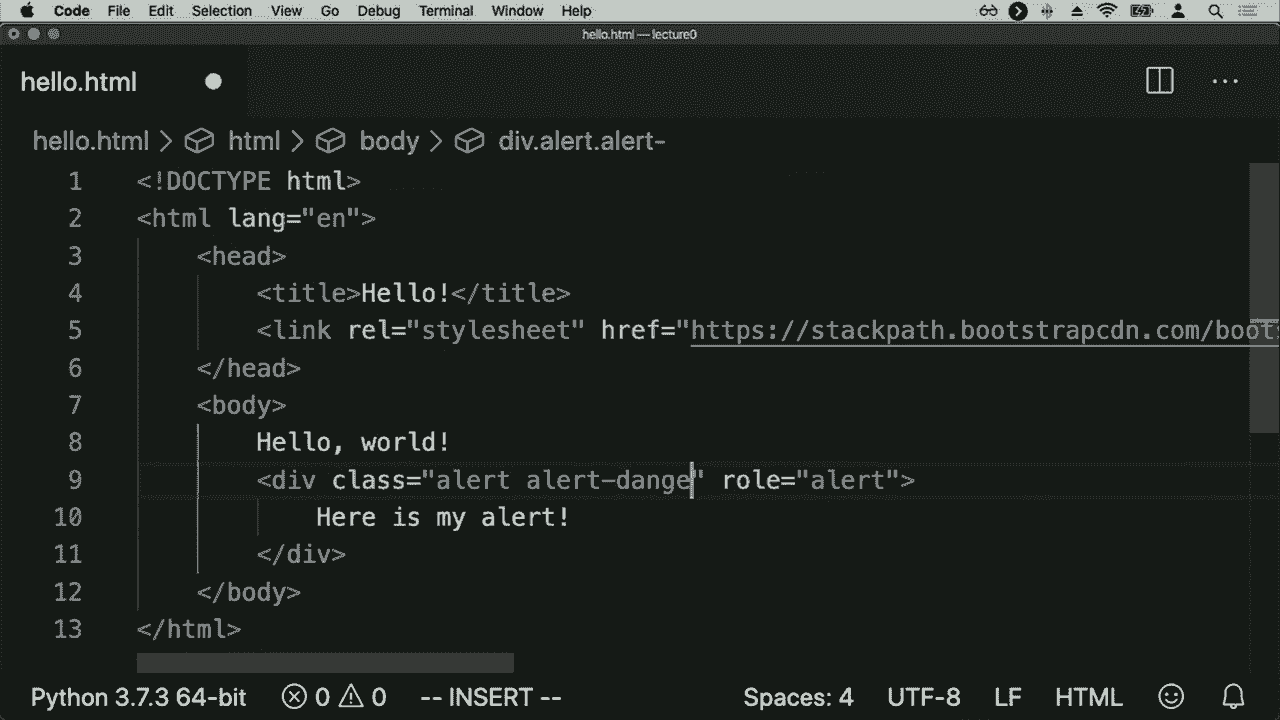 Code File Edit Selection View Go Debug Terminal Window Help
hello.html — lecture0
hello.html
hello.html > html > body > div.alert.alert-
1 <!DOCTYPE html>
2 <html lang="en">
3 <head>
4 <title>Hello!</title>
5 <link rel="stylesheet" href="https://stackpath.bootstrapcdn.com/boots
6 </head>
7 <body>
8 Hello, world!
9 <div class="alert alert-dange" role="alert">
10 Here is my alert!
11 </div>
12 </body>
13 </html>
Python 3.7.3 64-bit 0 0 -- INSERT -- Spaces: 4 UTF-8 LF HTML